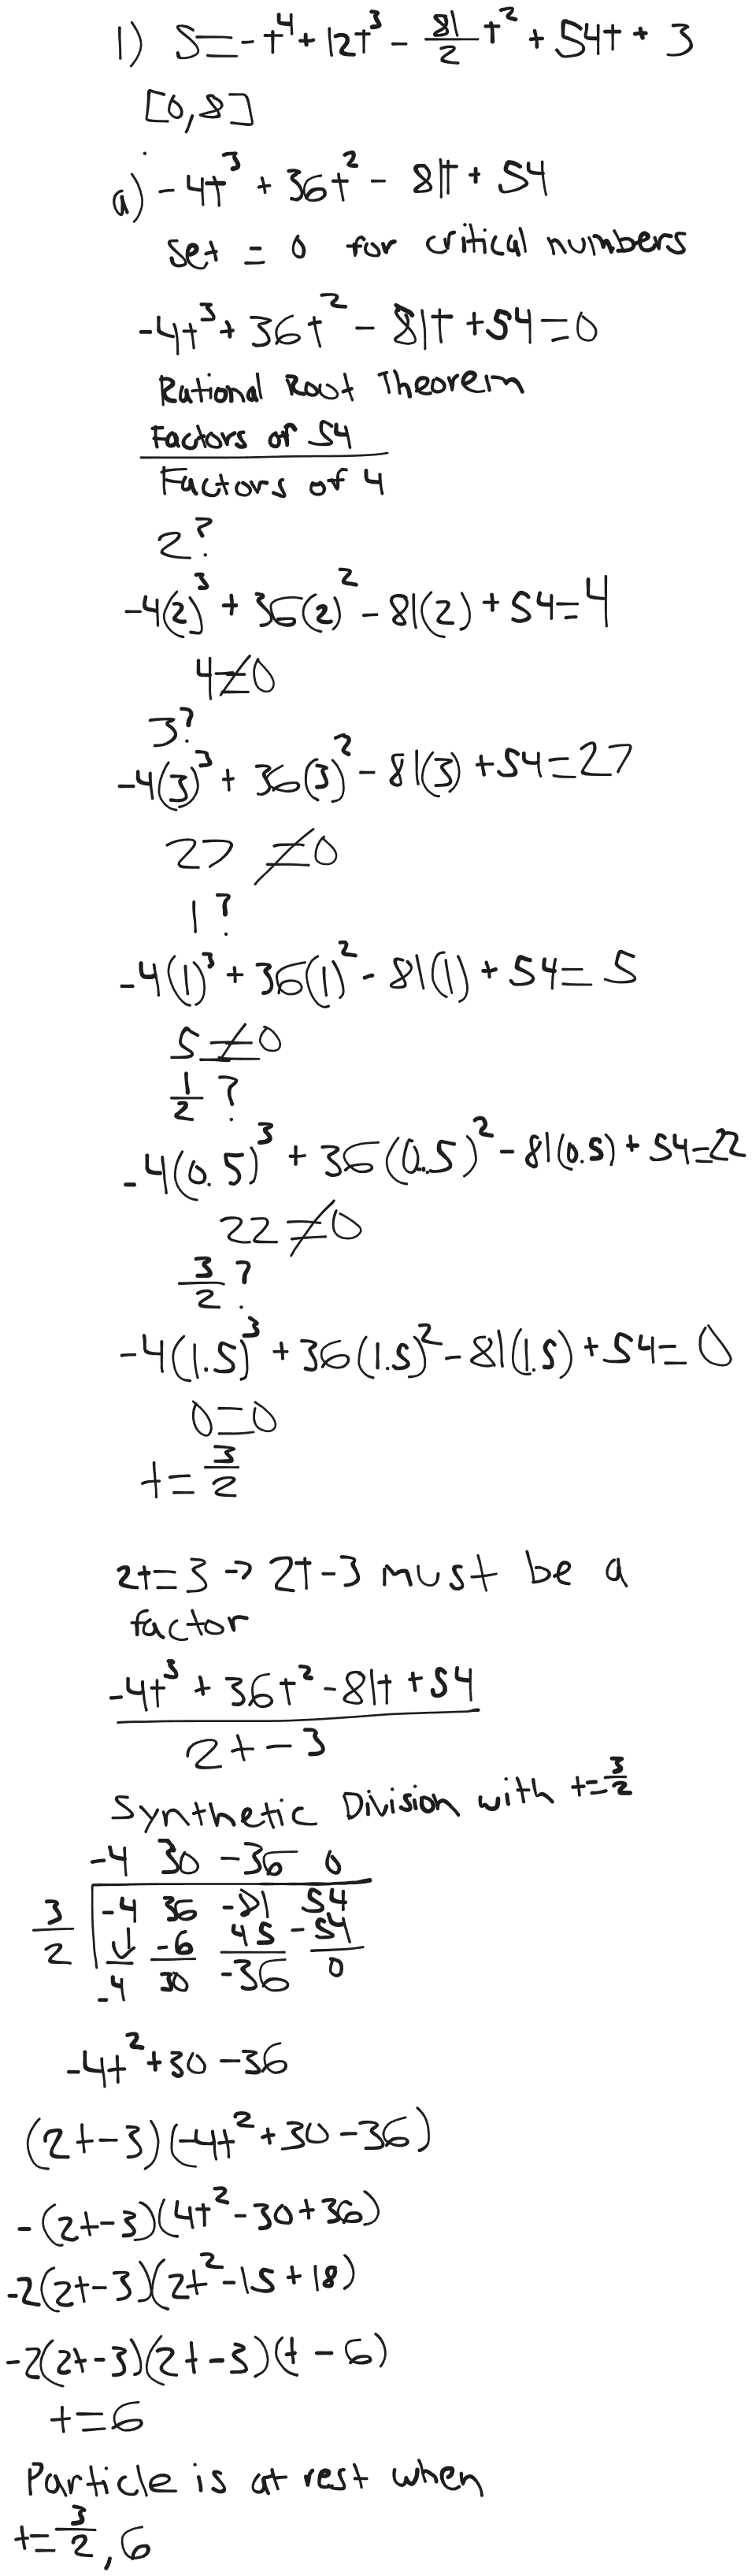 1) S=-t⁴+12t³-81/2t²+54t+3
[0,8]
a) -4t³+36t²-81t+54
set = 0 for critical numbers
-4t³+36t²-81t+54=0
Rational Root Theorem
Factors of 54
Factors of 4
2?
-4(2)³+36(2)²-81(2)+54=4
4≠0
3?
-4(3)³+36(3)²-81(3)+54=27
27≠0
1?
-4(1)³+36(1)²-81(1)+54=5
5≠0
1/2?
-4(0.5)³+36(0.5)²-81(0.5)+54=22
22≠0
3/2?
-4(1.5)³+36(1.5)²-81(1.5)+54=0
0=0
t=3/2
2t=3→2t-3 must be a
factor
-4t³+36t²-81t+54
2t-3
Synthetic Division with t=3/2
-4 30 -36 0
3/2 -4 36 -81 54
↓ -6 45 -54
-4 30 -36 0
-4t²+30-36
(2t-3)(-4t²+30-36)
-(2t-3)(4t²-30+36)
-2(2t-3)(2t²-15+18)
-2(2t-3)(2t-3)(t-6)
t=6
Particle is at rest when
t=3/2,6